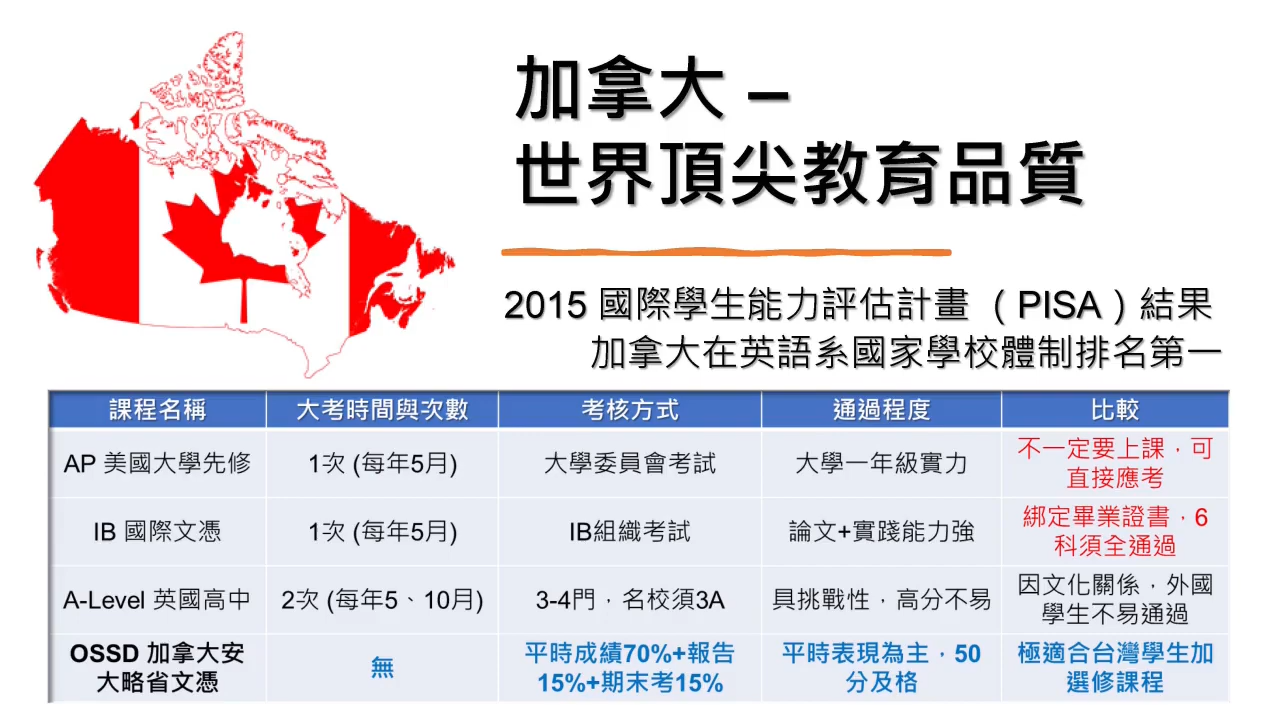 加拿大 –
世界頂尖教育品質
2015 國際學生能力評估計畫 （PISA）結果
加拿大在英語系國家學校體制排名第一
課程名稱 大考時間與次數 考核方式 通過程度 比較
AP 美國大學先修 1次 (每年5月) 大學委員會考試 大學一年級實力 不一定要上課，可
直接應考
IB 國際文憑 1次 (每年5月) IB組織考試 論文+實踐能力強 綁定畢業證書，6
科須全通過
A-Level 英國高中 2次 (每年5、10月) 3-4門，名校須3A 具挑戰性，高分不易 因文化關係，外國
學生不易通過
OSSD 加拿大安
大略省文憑 無 平時成績70%+報告
15%+期末考15% 平時表現為主，50
分及格 極適合台灣學生加
選修課程